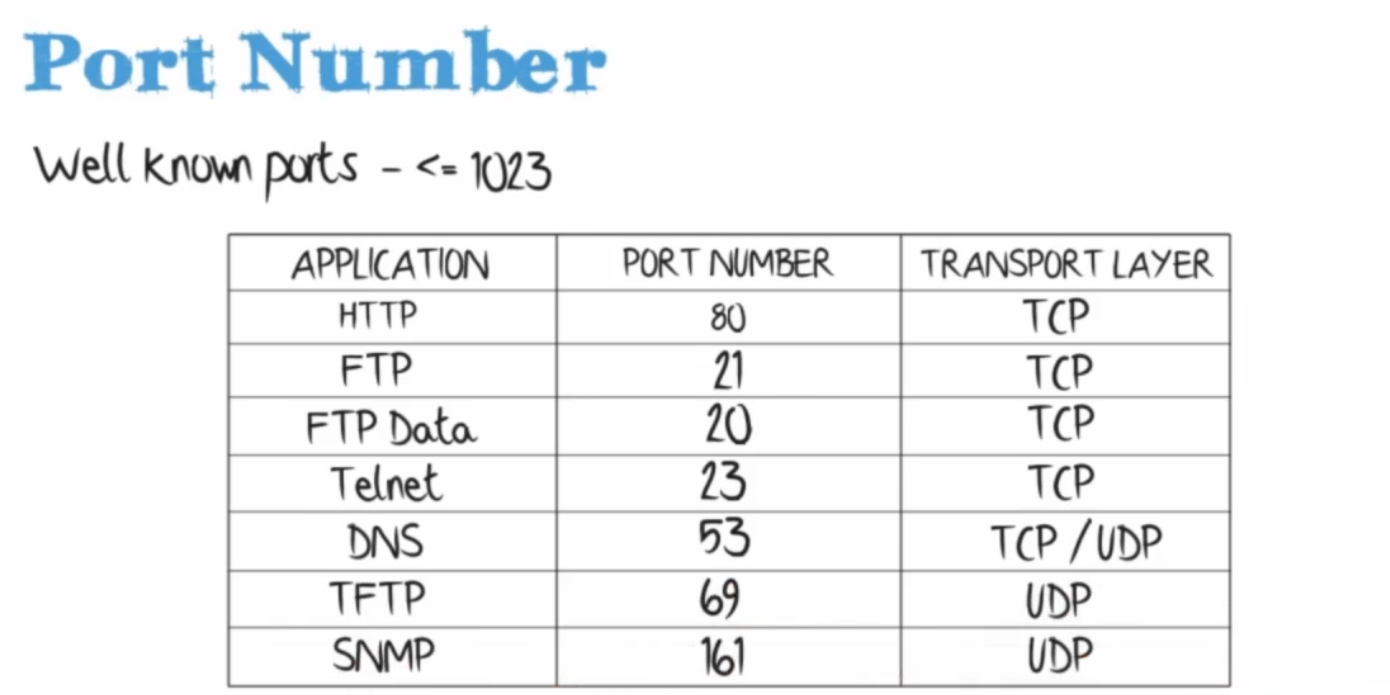 Port Number
Well known ports - <= 1023
APPLICATION PORT NUMBER TRANSPORT LAYER
HTTP 80 TCP
FTP 21 TCP
FTP Data 20 TCP
Telnet 23 TCP
DNS 53 TCP /UDP
TFTP 69 UDP
SNMP 161 UDP